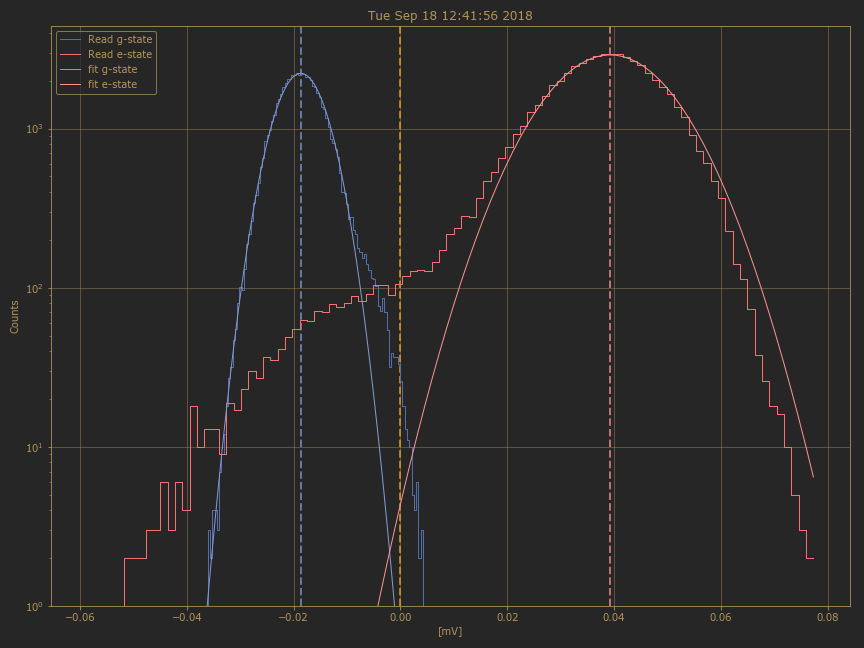 Tue Sep 18 12:41:56 2018
Read g-state
Read e-state
fit g-state
fit e-state
10³
10²
10¹
10⁰
Counts
−0.06 −0.04 −0.02 0.00 0.02 0.04 0.06 0.08
[mV]